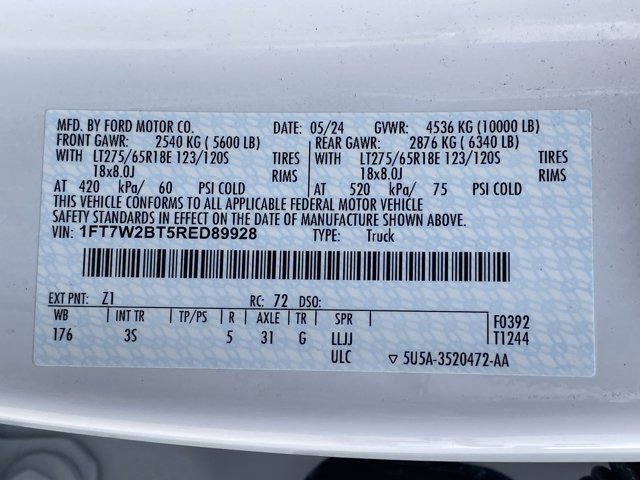 MFD. BY FORD MOTOR CO. DATE: 05/24 GVWR: 4536 KG (10000 LB)
FRONT GAWR: 2540 KG (5600 LB) REAR GAWR: 2876 KG (6340 LB)
WITH LT275/65R18E 123/120S TIRES WITH LT275/65R18E 123/120S TIRES
18x8.0J RIMS 18x8.0J RIMS
AT 420 kPa/ 60 PSI COLD AT 520 kPa/ 75 PSI COLD
THIS VEHICLE CONFORMS TO ALL APPLICABLE FEDERAL MOTOR VEHICLE
SAFETY STANDARDS IN EFFECT ON THE DATE OF MANUFACTURE SHOWN ABOVE.
VIN: 1FT7W2BT5RED89928 TYPE: Truck
EXT PNT: Z1 RC: 72 DSO:
WB INT TR TP/PS R AXLE TR SPR F0392
176 3S 5 31 G LLJJ T1244
ULC ▽ 5U5A-3520472-AA